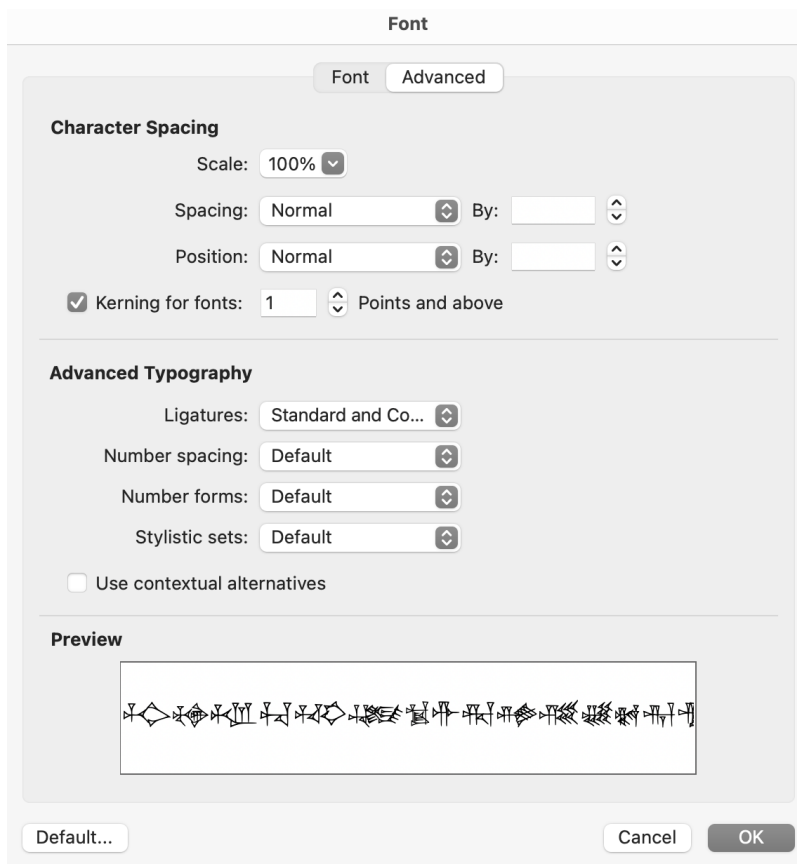 Font
Font Advanced
Character Spacing
Scale: 100%
Spacing: Normal By:
Position: Normal By:
Kerning for fonts: 1 Points and above
Advanced Typography
Ligatures: Standard and Co...
Number spacing: Default
Number forms: Default
Stylistic sets: Default
Use contextual alternatives
Preview
Default... Cancel OK